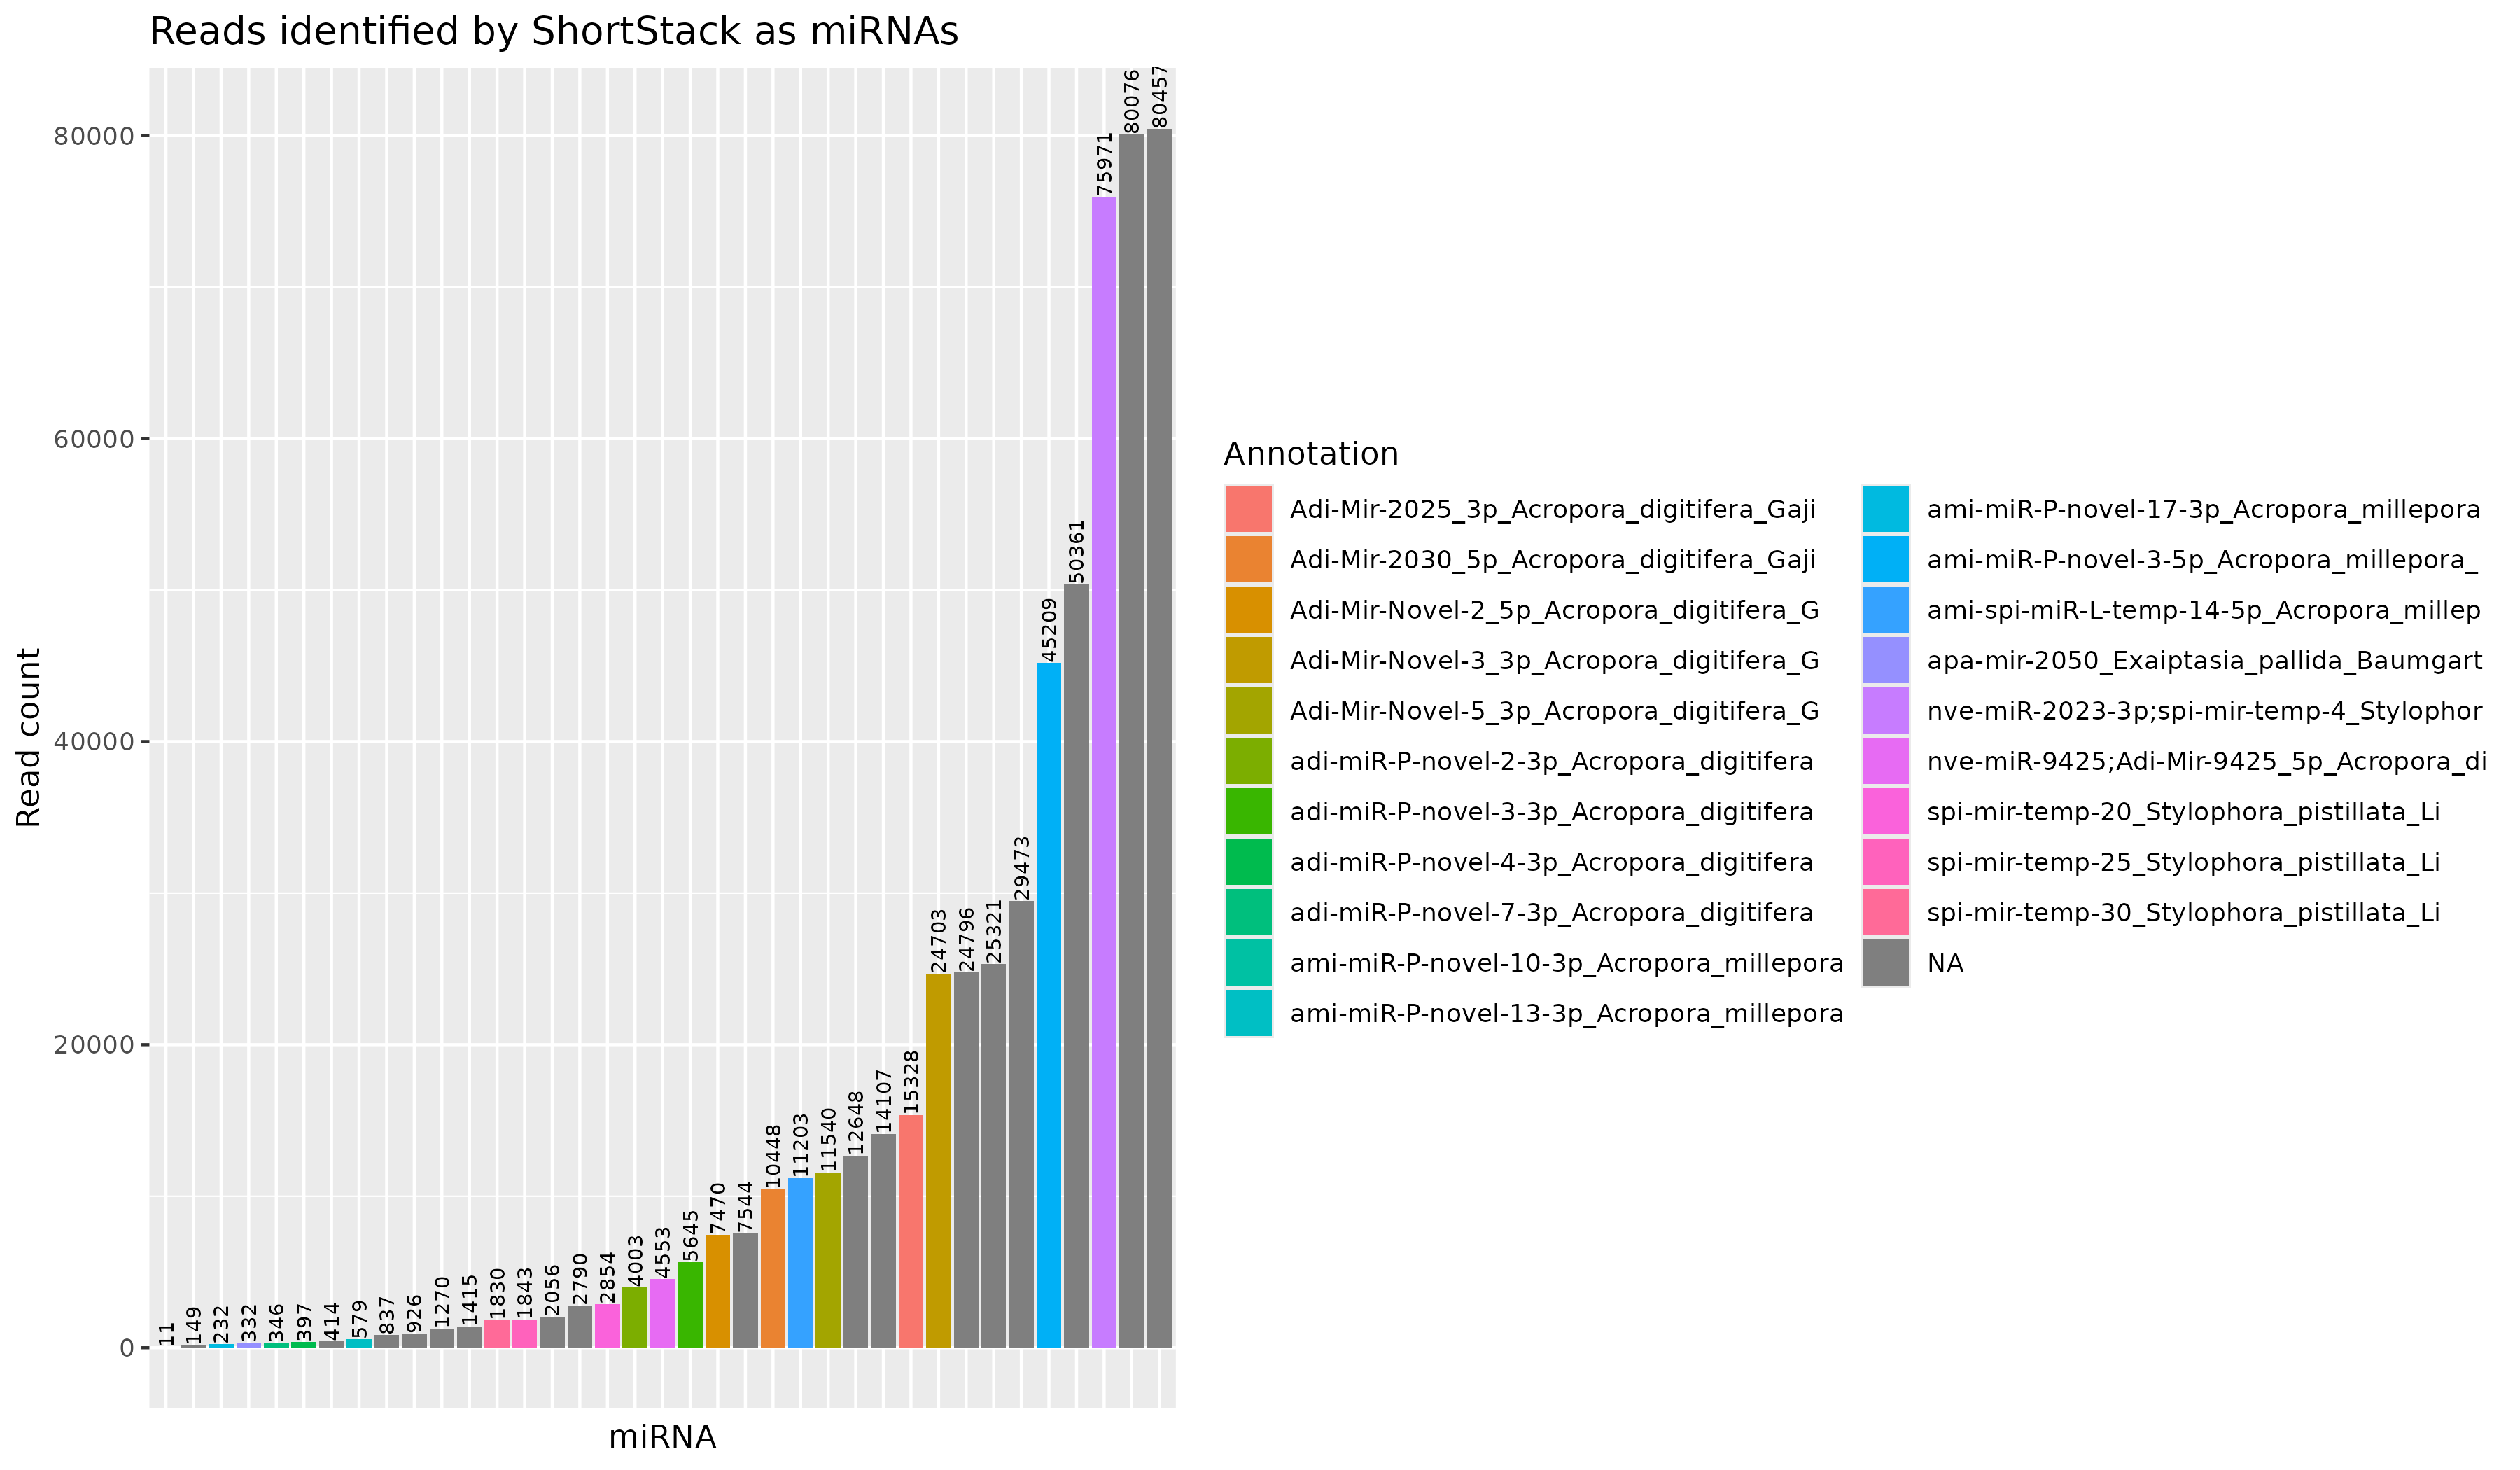 Reads identified by ShortStack as miRNAs
Read count
80000
60000
40000
20000
0
11
149
232
332
346
397
414
579
837
926
1270
1415
1830
1843
2056
2790
2854
4003
4553
5645
7470
7544
10448
11203
11540
12648
14107
15328
24703
24796
25321
29473
45209
50361
75971
80076
80457
miRNA
Annotation
Adi-Mir-2025_3p_Acropora_digitifera_Gaji
Adi-Mir-2030_5p_Acropora_digitifera_Gaji
Adi-Mir-Novel-2_5p_Acropora_digitifera_G
Adi-Mir-Novel-3_3p_Acropora_digitifera_G
Adi-Mir-Novel-5_3p_Acropora_digitifera_G
adi-miR-P-novel-2-3p_Acropora_digitifera
adi-miR-P-novel-3-3p_Acropora_digitifera
adi-miR-P-novel-4-3p_Acropora_digitifera
adi-miR-P-novel-7-3p_Acropora_digitifera
ami-miR-P-novel-10-3p_Acropora_millepora
ami-miR-P-novel-13-3p_Acropora_millepora
ami-miR-P-novel-17-3p_Acropora_millepora
ami-miR-P-novel-3-5p_Acropora_millepora_
ami-spi-miR-L-temp-14-5p_Acropora_millep
apa-mir-2050_Exaiptasia_pallida_Baumgart
nve-miR-2023-3p;spi-mir-temp-4_Stylophor
nve-miR-9425;Adi-Mir-9425_5p_Acropora_di
spi-mir-temp-20_Stylophora_pistillata_Li
spi-mir-temp-25_Stylophora_pistillata_Li
spi-mir-temp-30_Stylophora_pistillata_Li
NA